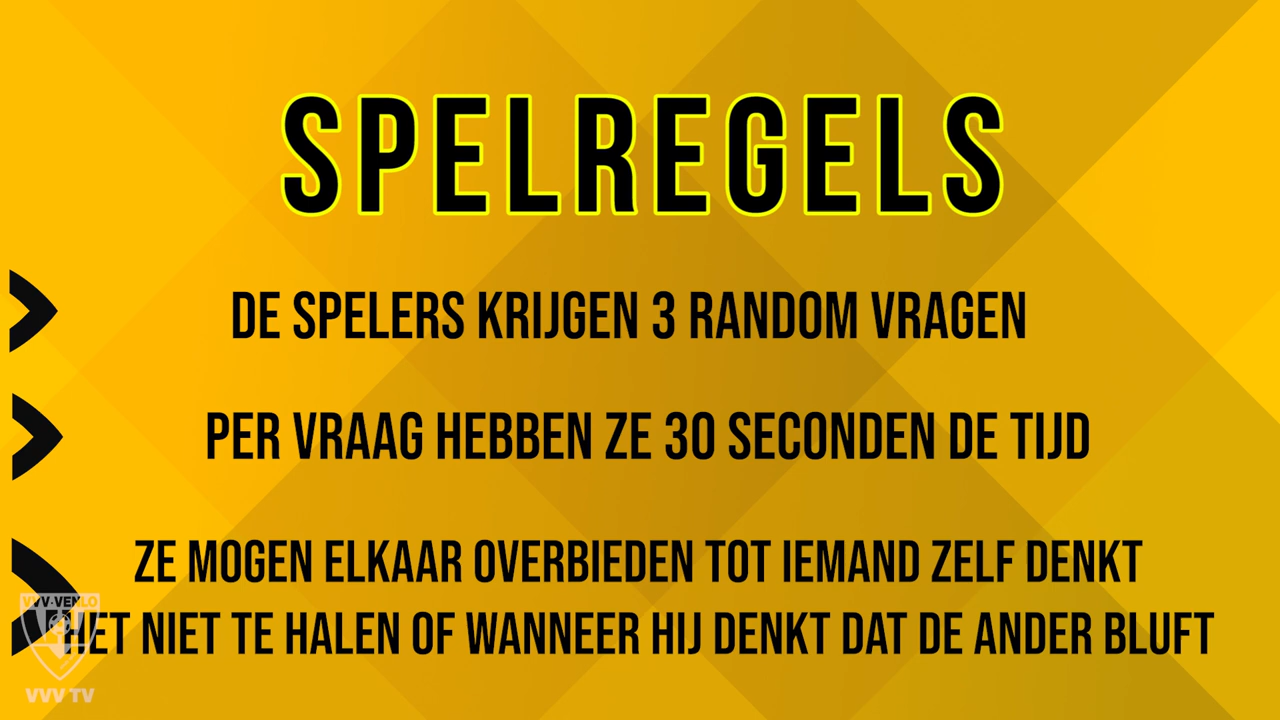 SPELREGELS
DE SPELERS KRIJGEN 3 RANDOM VRAGEN
PER VRAAG HEBBEN ZE 30 SECONDEN DE TIJD
ZE MOGEN ELKAAR OVERBIEDEN TOT IEMAND ZELF DENKT
HET NIET TE HALEN OF WANNEER HIJ DENKT DAT DE ANDER BLUFT
VVV-VENLO
VVV TV